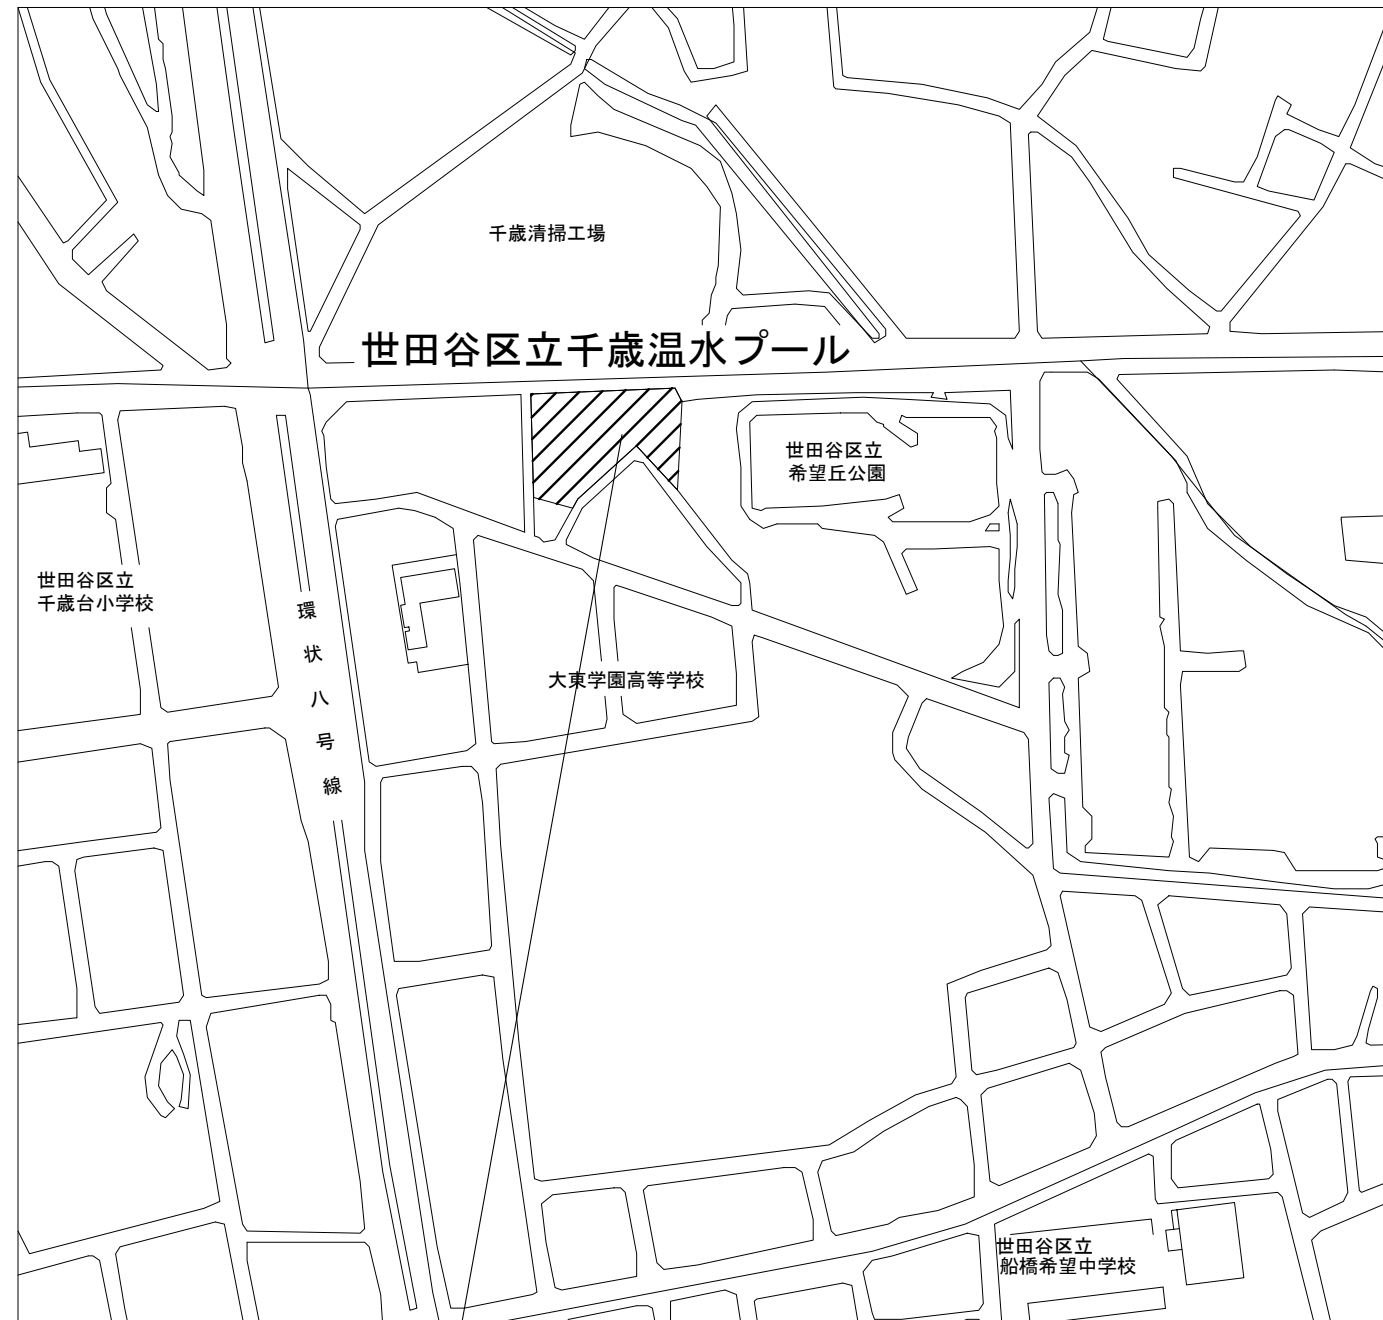 千歳清掃工場
世田谷区立千歳温水プール
世田谷区立
希望丘公園
世田谷区立
千歳台小学校
環状八号線
大東学園高等学校
世田谷区立
船橋希望中学校